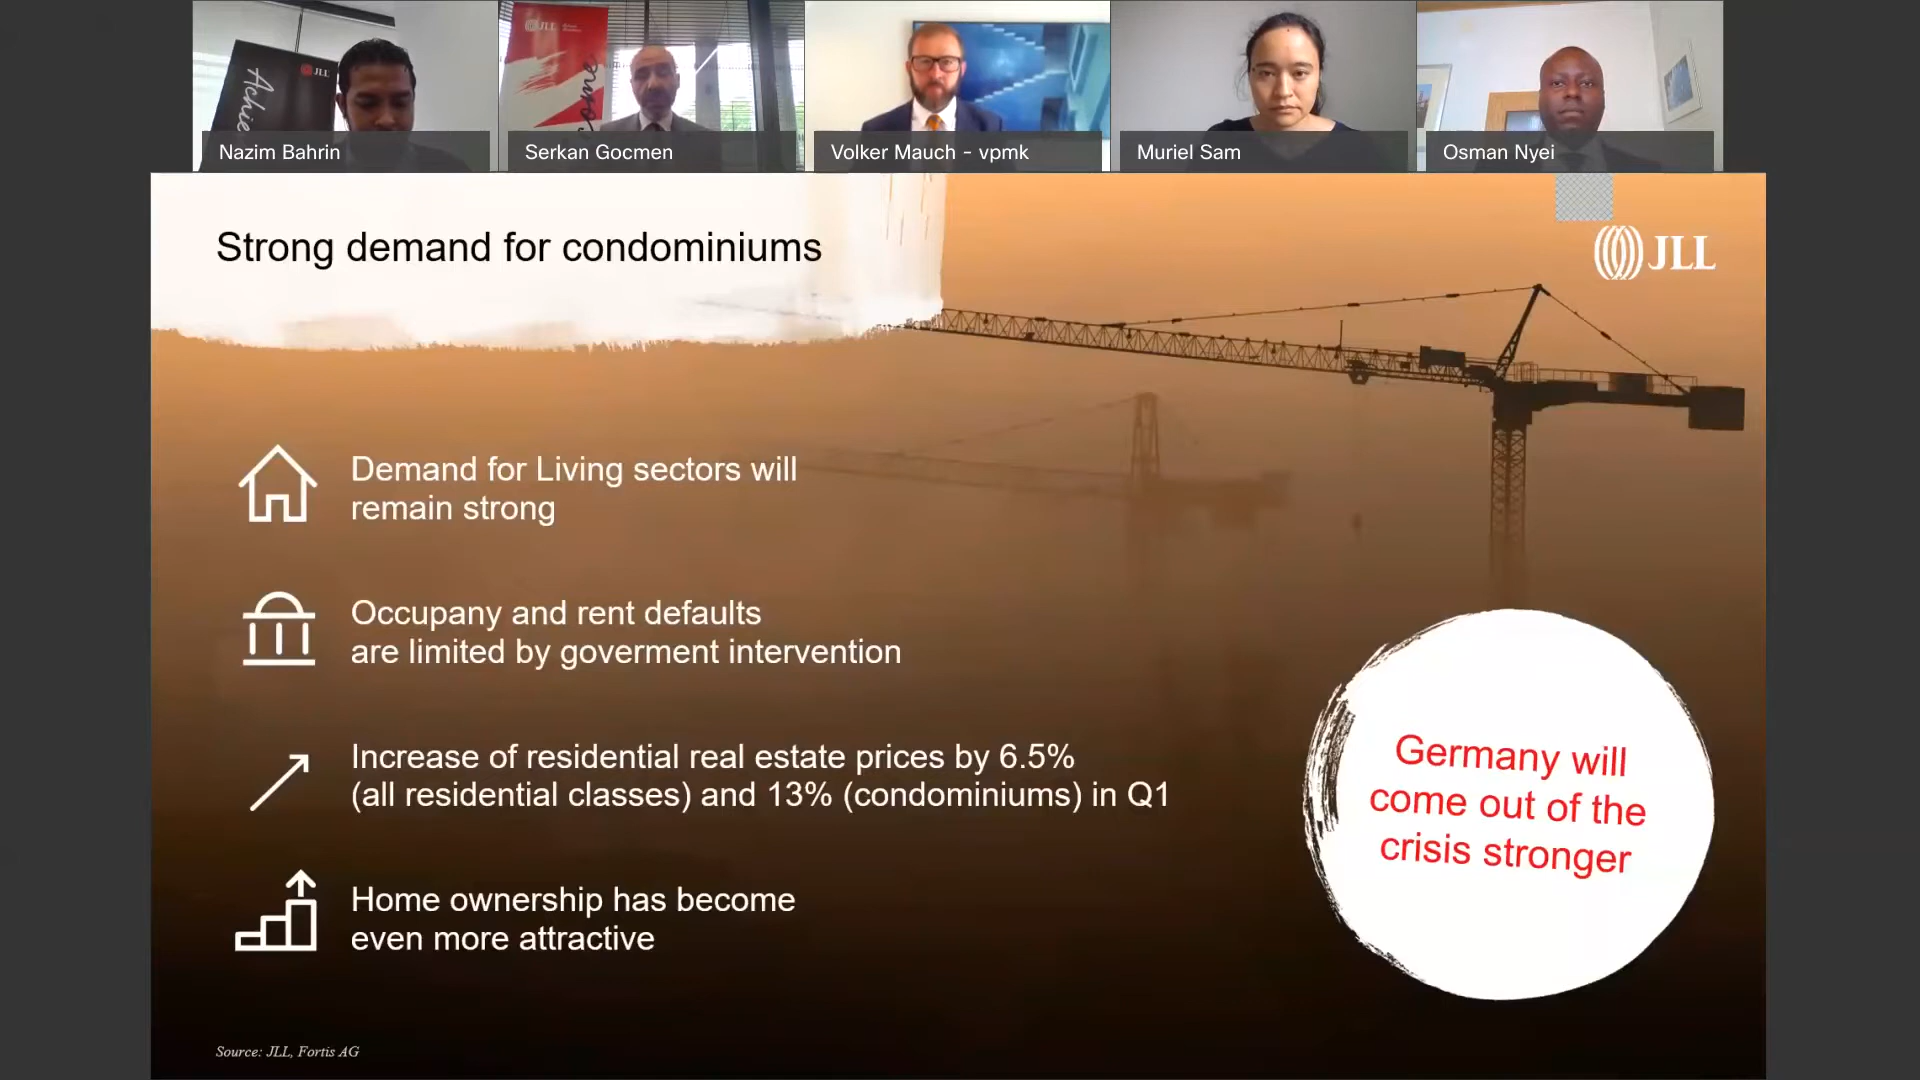 Achie
JLL
JLL
Nazim Bahrin
Serkan Gocmen
Volker Mauch - vpmk
Muriel Sam
Osman Nyei
Strong demand for condominiums
JLL
Demand for Living sectors will
remain strong
Occupany and rent defaults
are limited by goverment intervention
Increase of residential real estate prices by 6.5%
(all residential classes) and 13% (condominiums) in Q1
Home ownership has become
even more attractive
Germany will
come out of the
crisis stronger
Source: JLL, Fortis AG